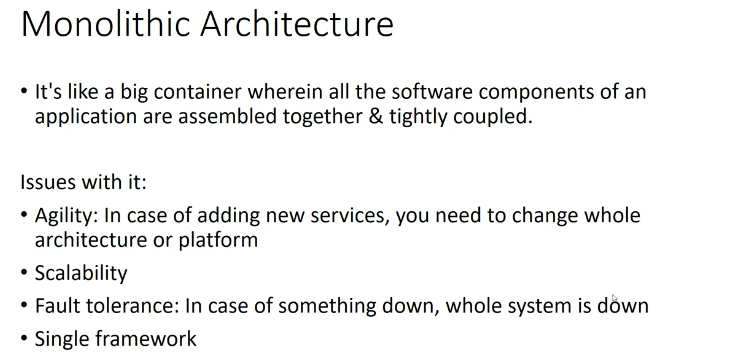 Monolithic Architecture
• It's like a big container wherein all the software components of an
application are assembled together & tightly coupled.
Issues with it:
• Agility: In case of adding new services, you need to change whole
architecture or platform
• Scalability
• Fault tolerance: In case of something down, whole system is down
• Single framework